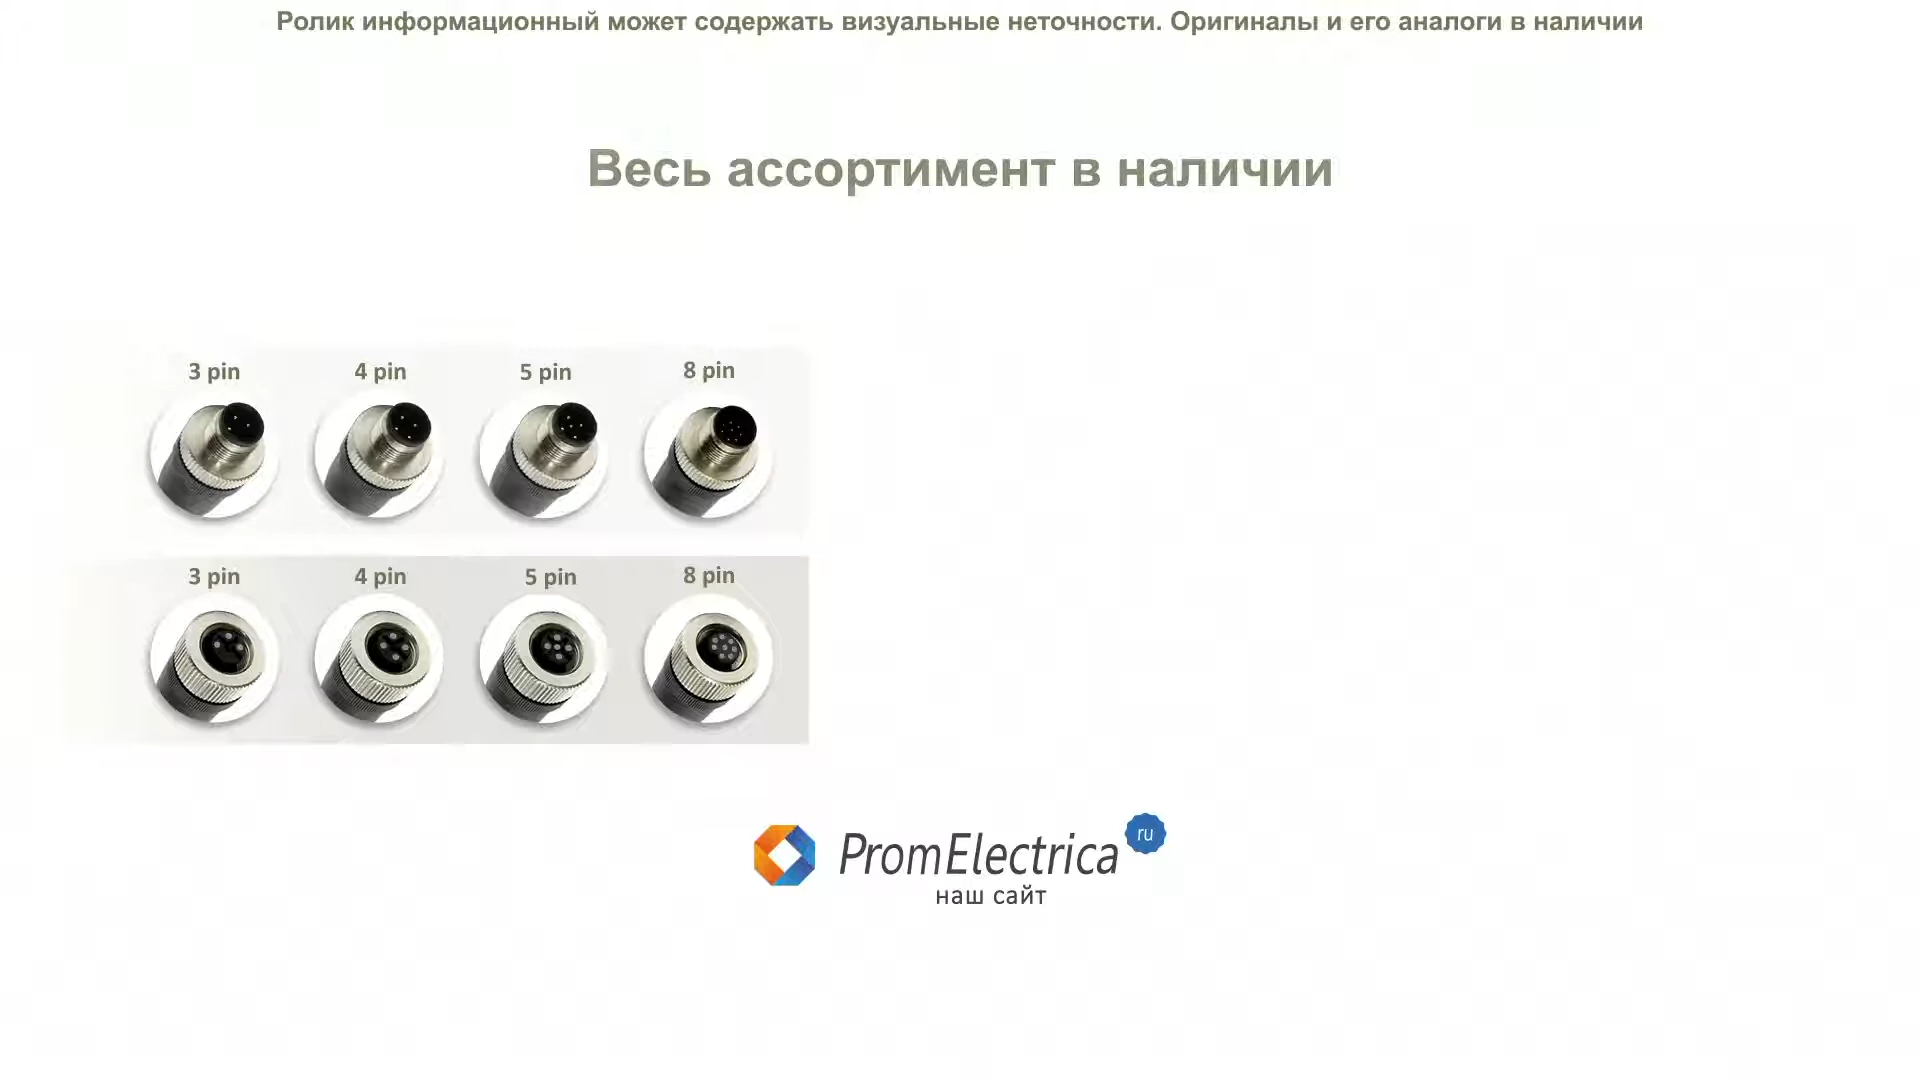 Ролик информационный может содержать визуальные неточности. Оригиналы и его аналоги в наличии
Весь ассортимент в наличии
3 pin 4 pin 5 pin 8 pin
3 pin 4 pin 5 pin 8 pin
PromElectrica ru
наш сайт